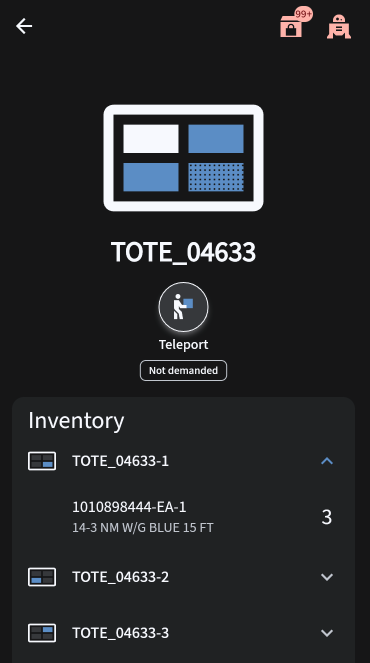 99+
TOTE_04633
Teleport
Not demanded
Inventory
TOTE_04633-1
1010898444-EA-1
3
14-3 NM W/G BLUE 15 FT
TOTE_04633-2
TOTE_04633-3